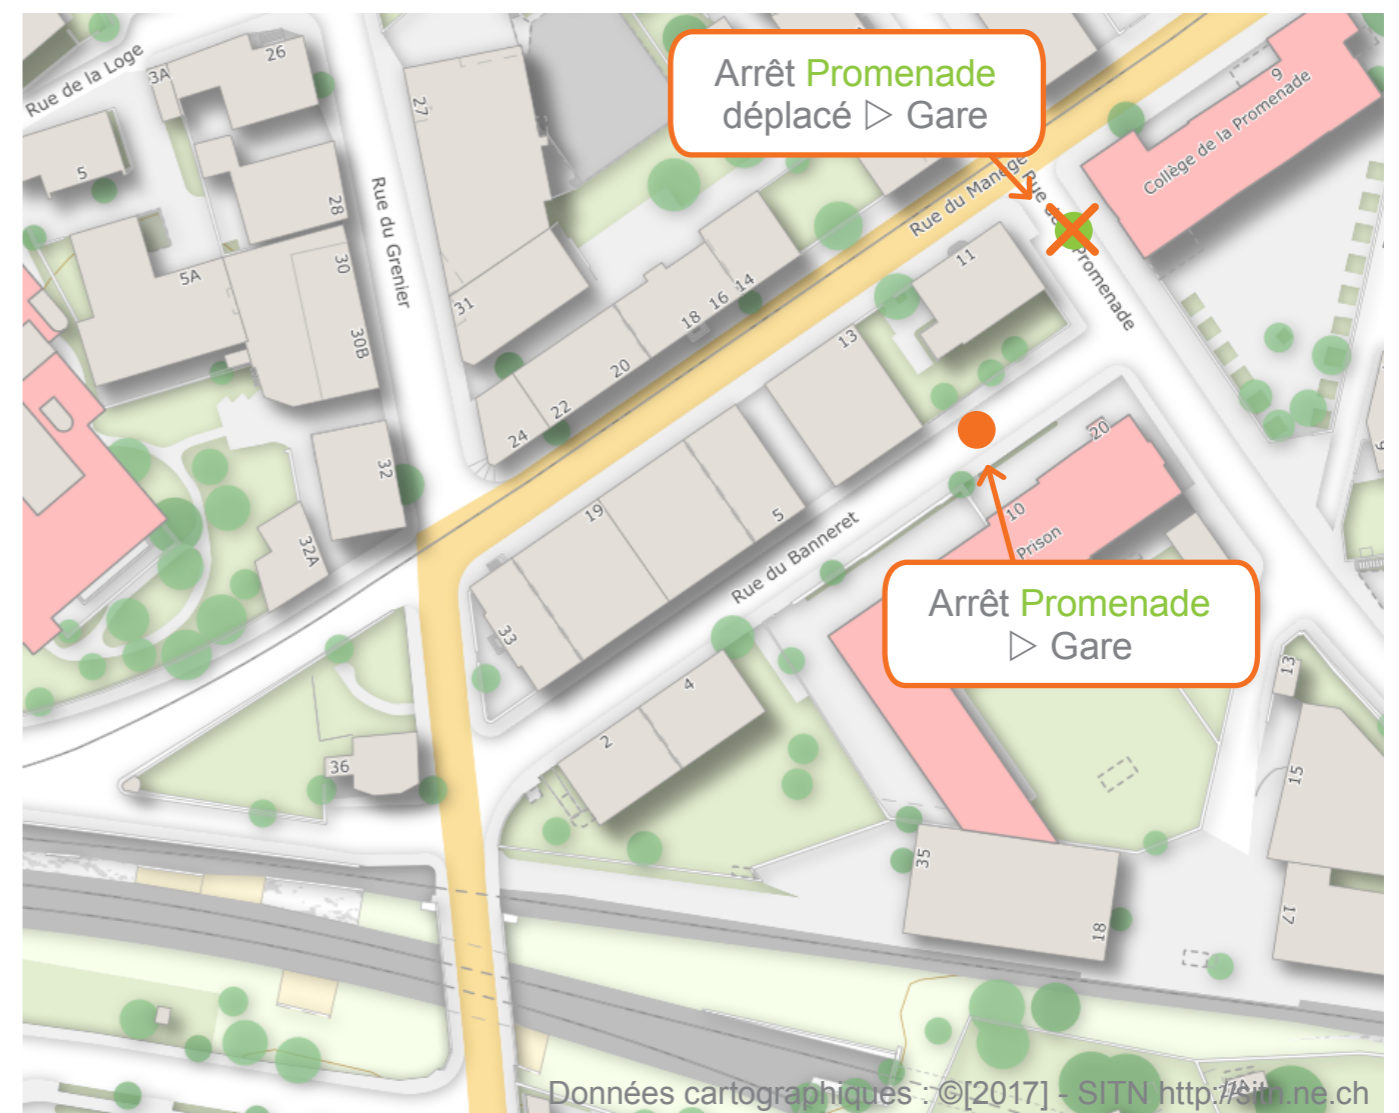 Arrêt Promenade
déplacé ▷ Gare
Rue de la Loge
3A
26
27
9
Collège de la Promenade
5
28
Rue du Grenier
Rue du Manège
Rue de la Promenade
5A
30
31
14
16
18
11
30B
20
13
22
24
32
19
5
Rue du Banneret
20
10
Prison
32A
33
Arrêt Promenade
▷ Gare
4
2
13
36
15
35
18
17
Données cartographiques : ©[2017] - SITN http://sitn.ne.ch